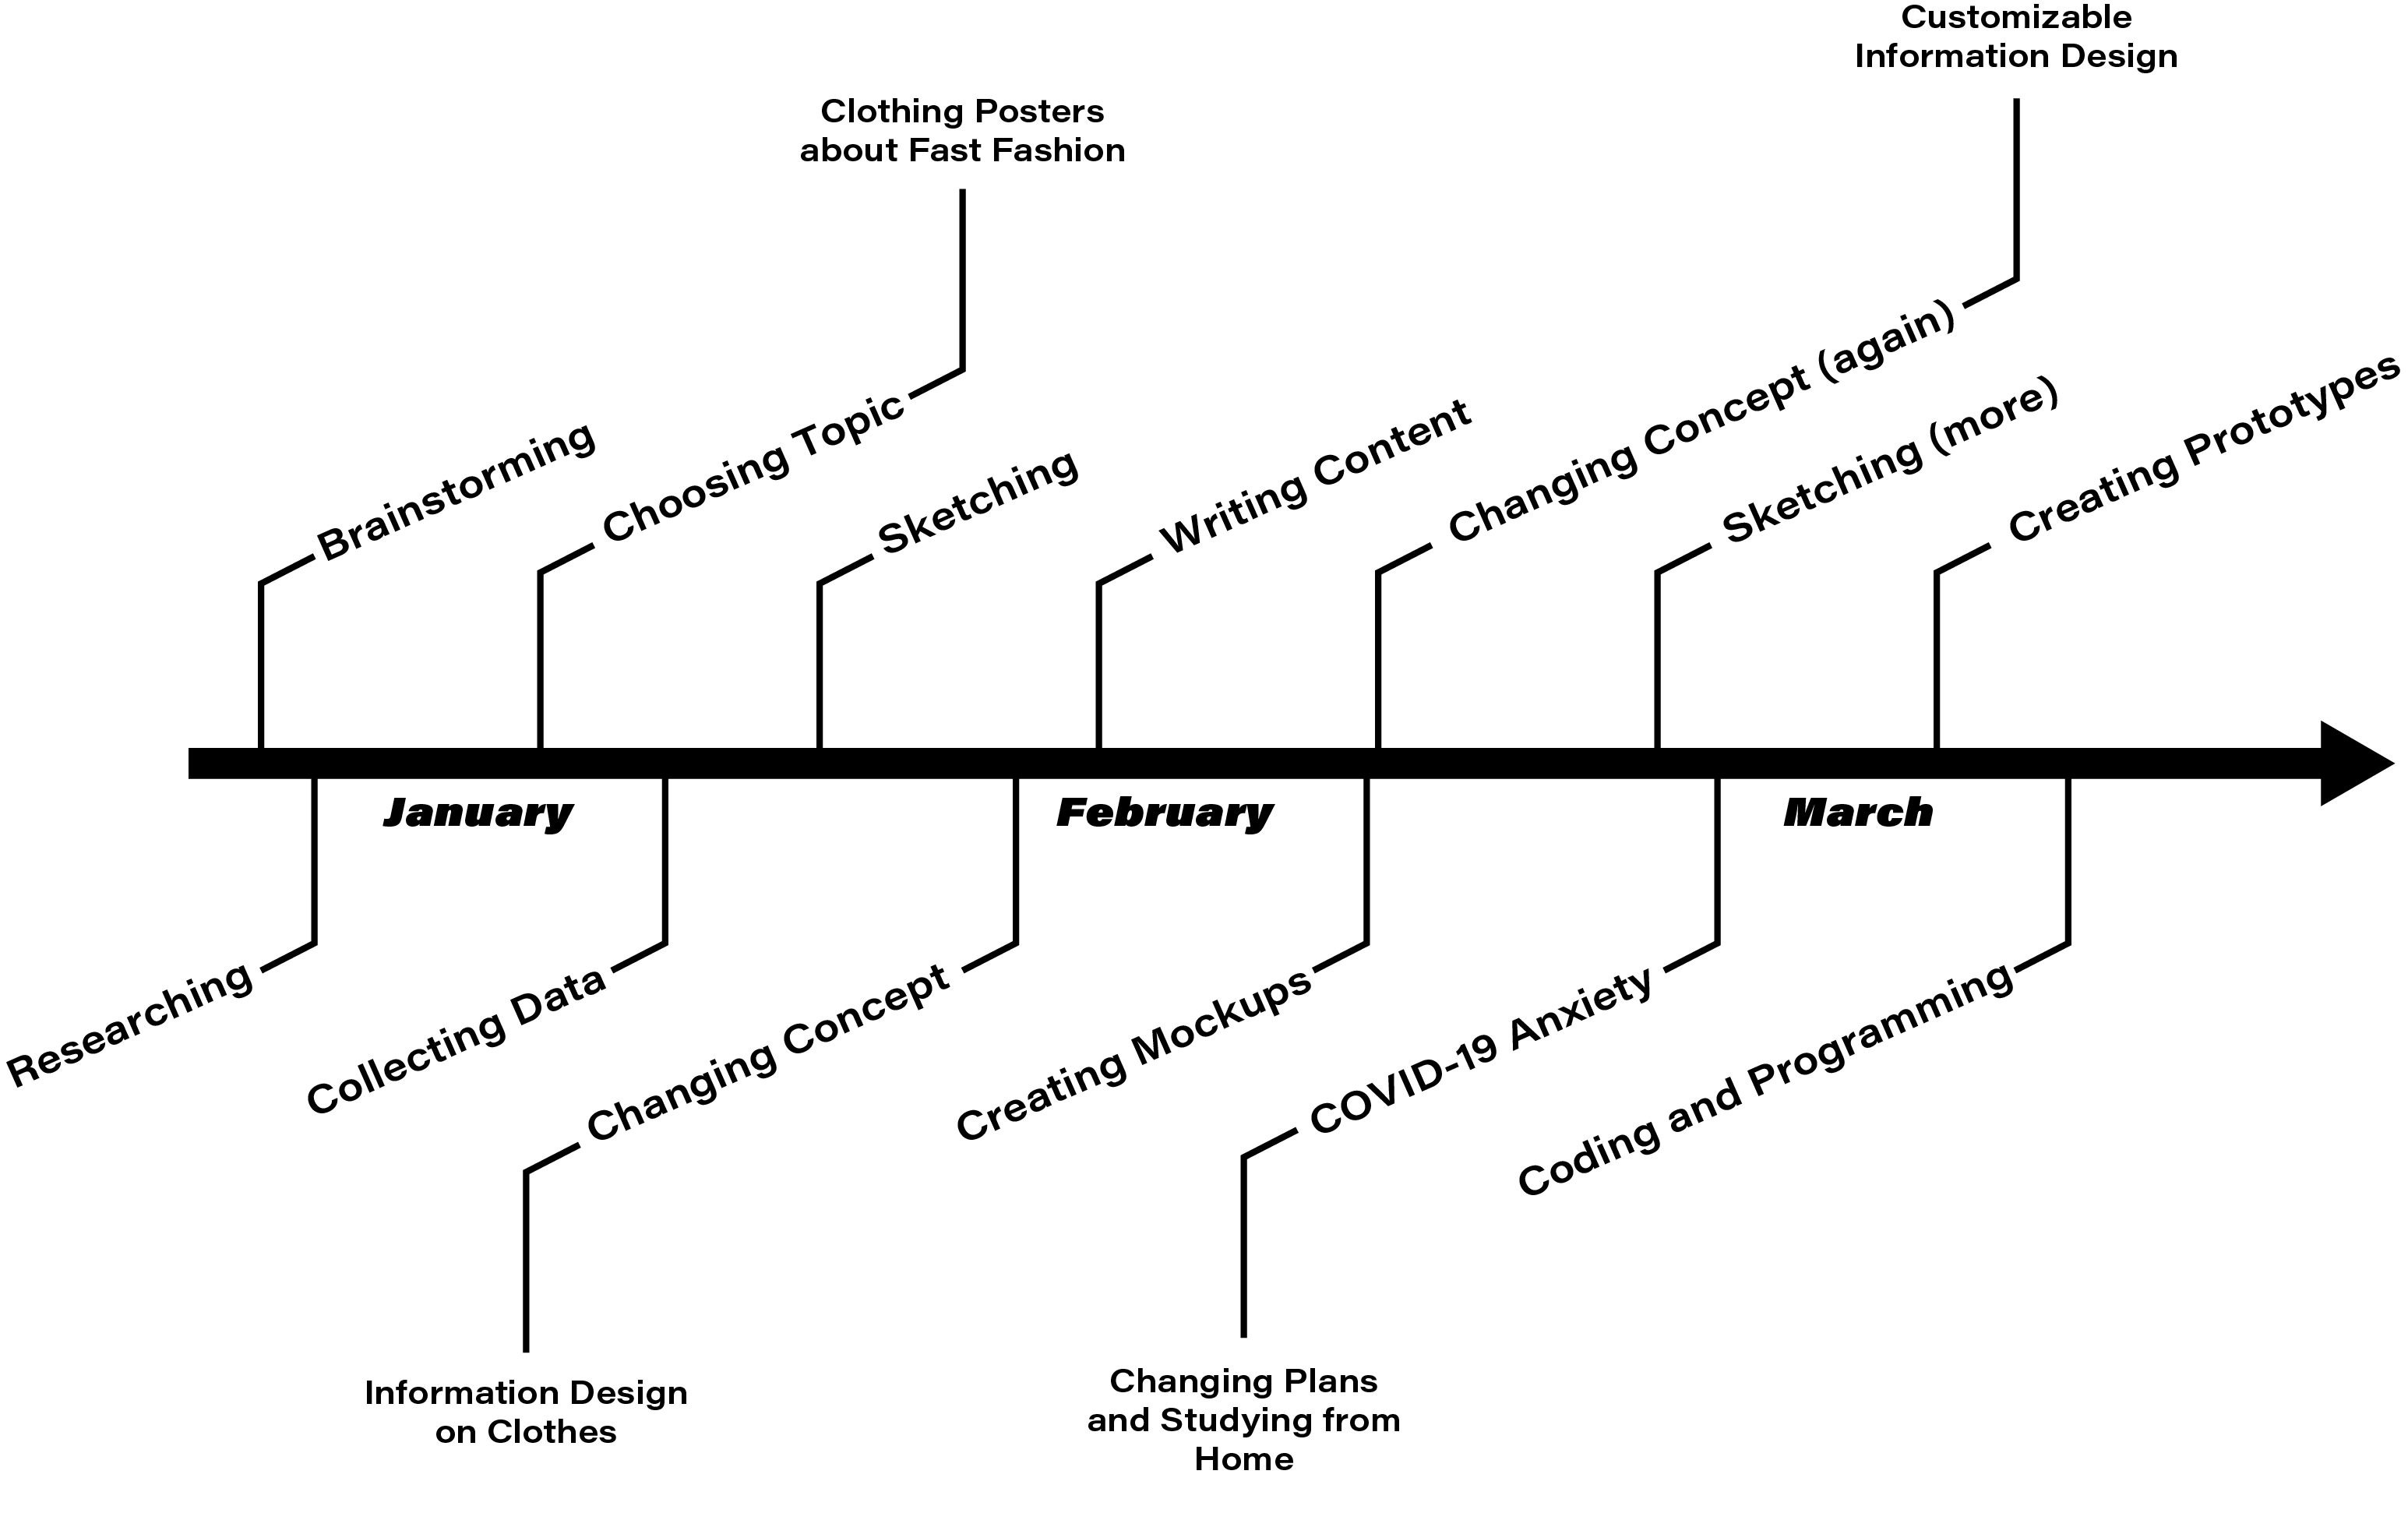 Customizable
Information Design
Clothing Posters
about Fast Fashion
Brainstorming
Choosing Topic
Sketching
Writing Content
Changing Concept (again)
Sketching (more)
Creating Prototypes
January
February
March
Researching
Collecting Data
Changing Concept
Creating Mockups
COVID-19 Anxiety
Coding and Programming
Information Design
on Clothes
Changing Plans
and Studying from
Home